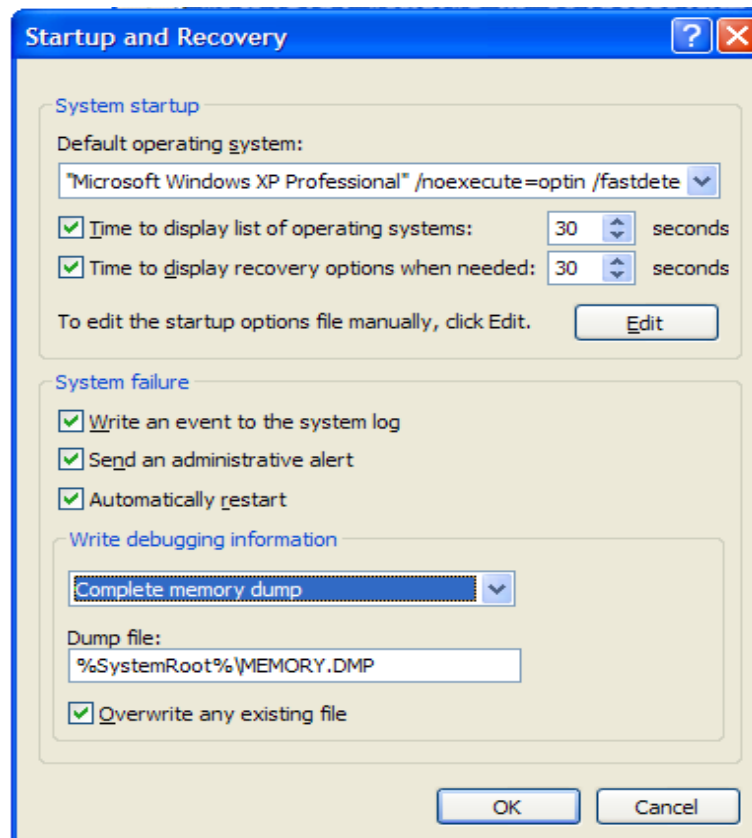 Startup and Recovery
System startup
Default operating system:
"Microsoft Windows XP Professional" /noexecute=optin /fastdete
Time to display list of operating systems: 30 seconds
Time to display recovery options when needed: 30 seconds
To edit the startup options file manually, click Edit. Edit
System failure
Write an event to the system log
Send an administrative alert
Automatically restart
Write debugging information
Complete memory dump
Dump file:
%SystemRoot%\MEMORY.DMP
Overwrite any existing file
OK Cancel